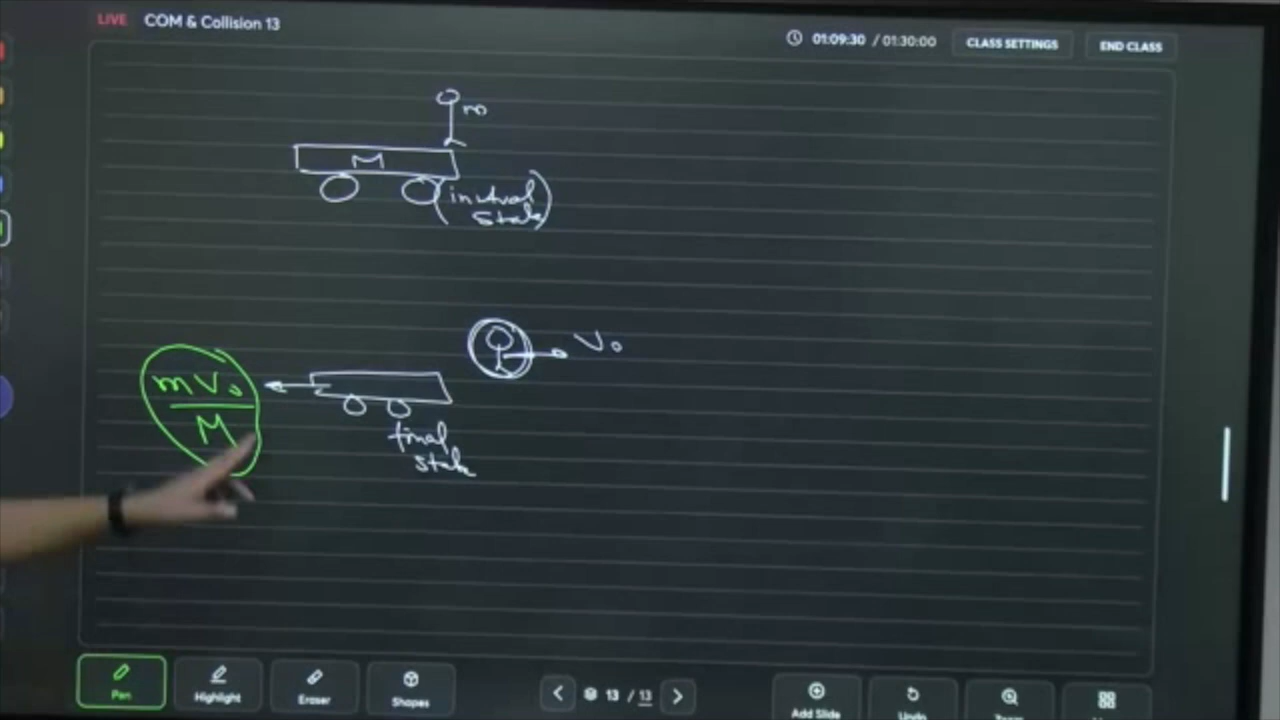 LIVE COM & Collision 13
01:09:30 / 01:30:00 CLASS SETTINGS END CLASS
m
M
(initial
state)
V₀
mV₀
M
final
state
Pen Highlight Eraser Shapes < 13 / 13 > Add Slide Undo Zoom